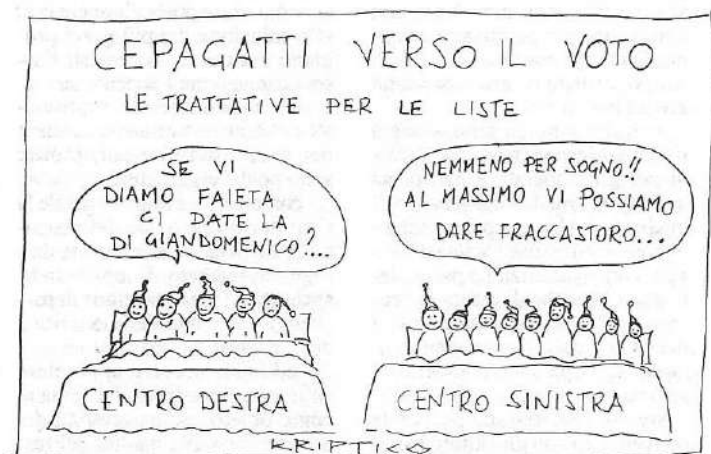 CEPAGATTI VERSO IL VOTO
LE TRATTATIVE PER LE LISTE
SE
DIAMO FAIETA
CI DATE LA
DI GIANDOMENICO?...
NEMMENO PER SOGNO!!
AL MASSIMO VI POSSIAMO
DARE FRACCASTORO...
CENTRO DESTRA
CENTRO SINISTRA
KRIPTICO